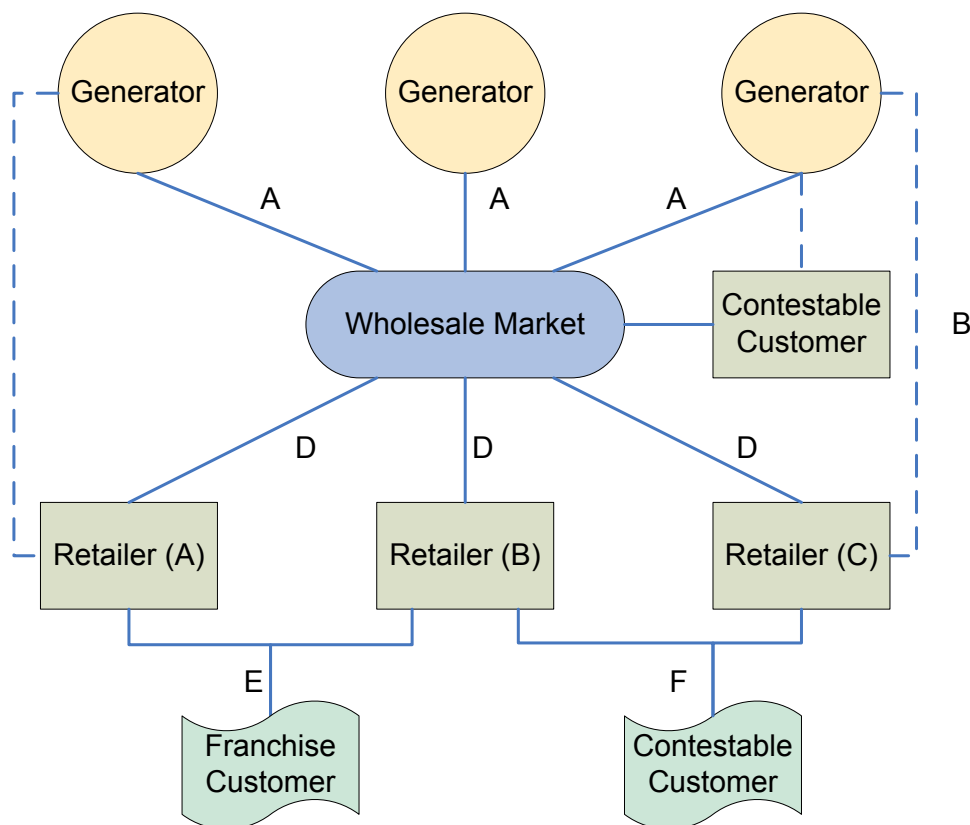 Generator
Generator
Generator
A
A
A
Wholesale Market
Contestable
Customer
B
D
D
D
Retailer (A)
Retailer (B)
Retailer (C)
E
F
Franchise
Customer
Contestable
Customer